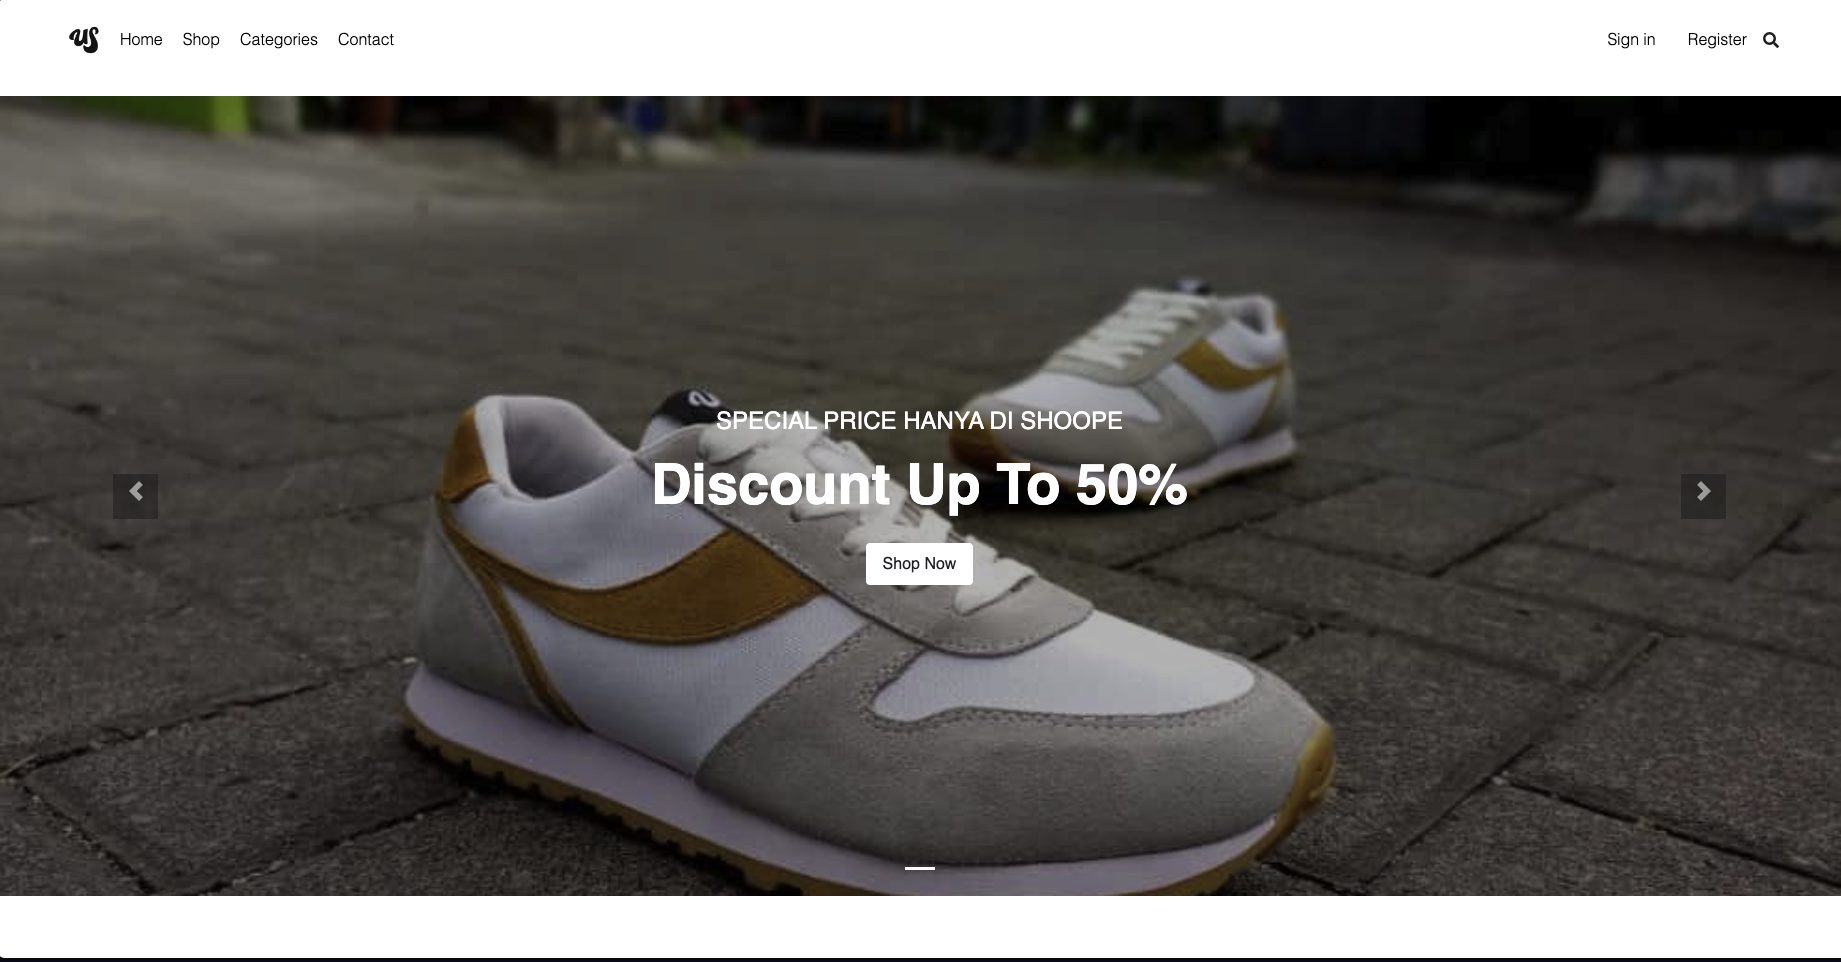 us
Home Shop Categories Contact
Sign in Register
SPECIAL PRICE HANYA DI SHOOPE
Discount Up To 50%
Shop Now